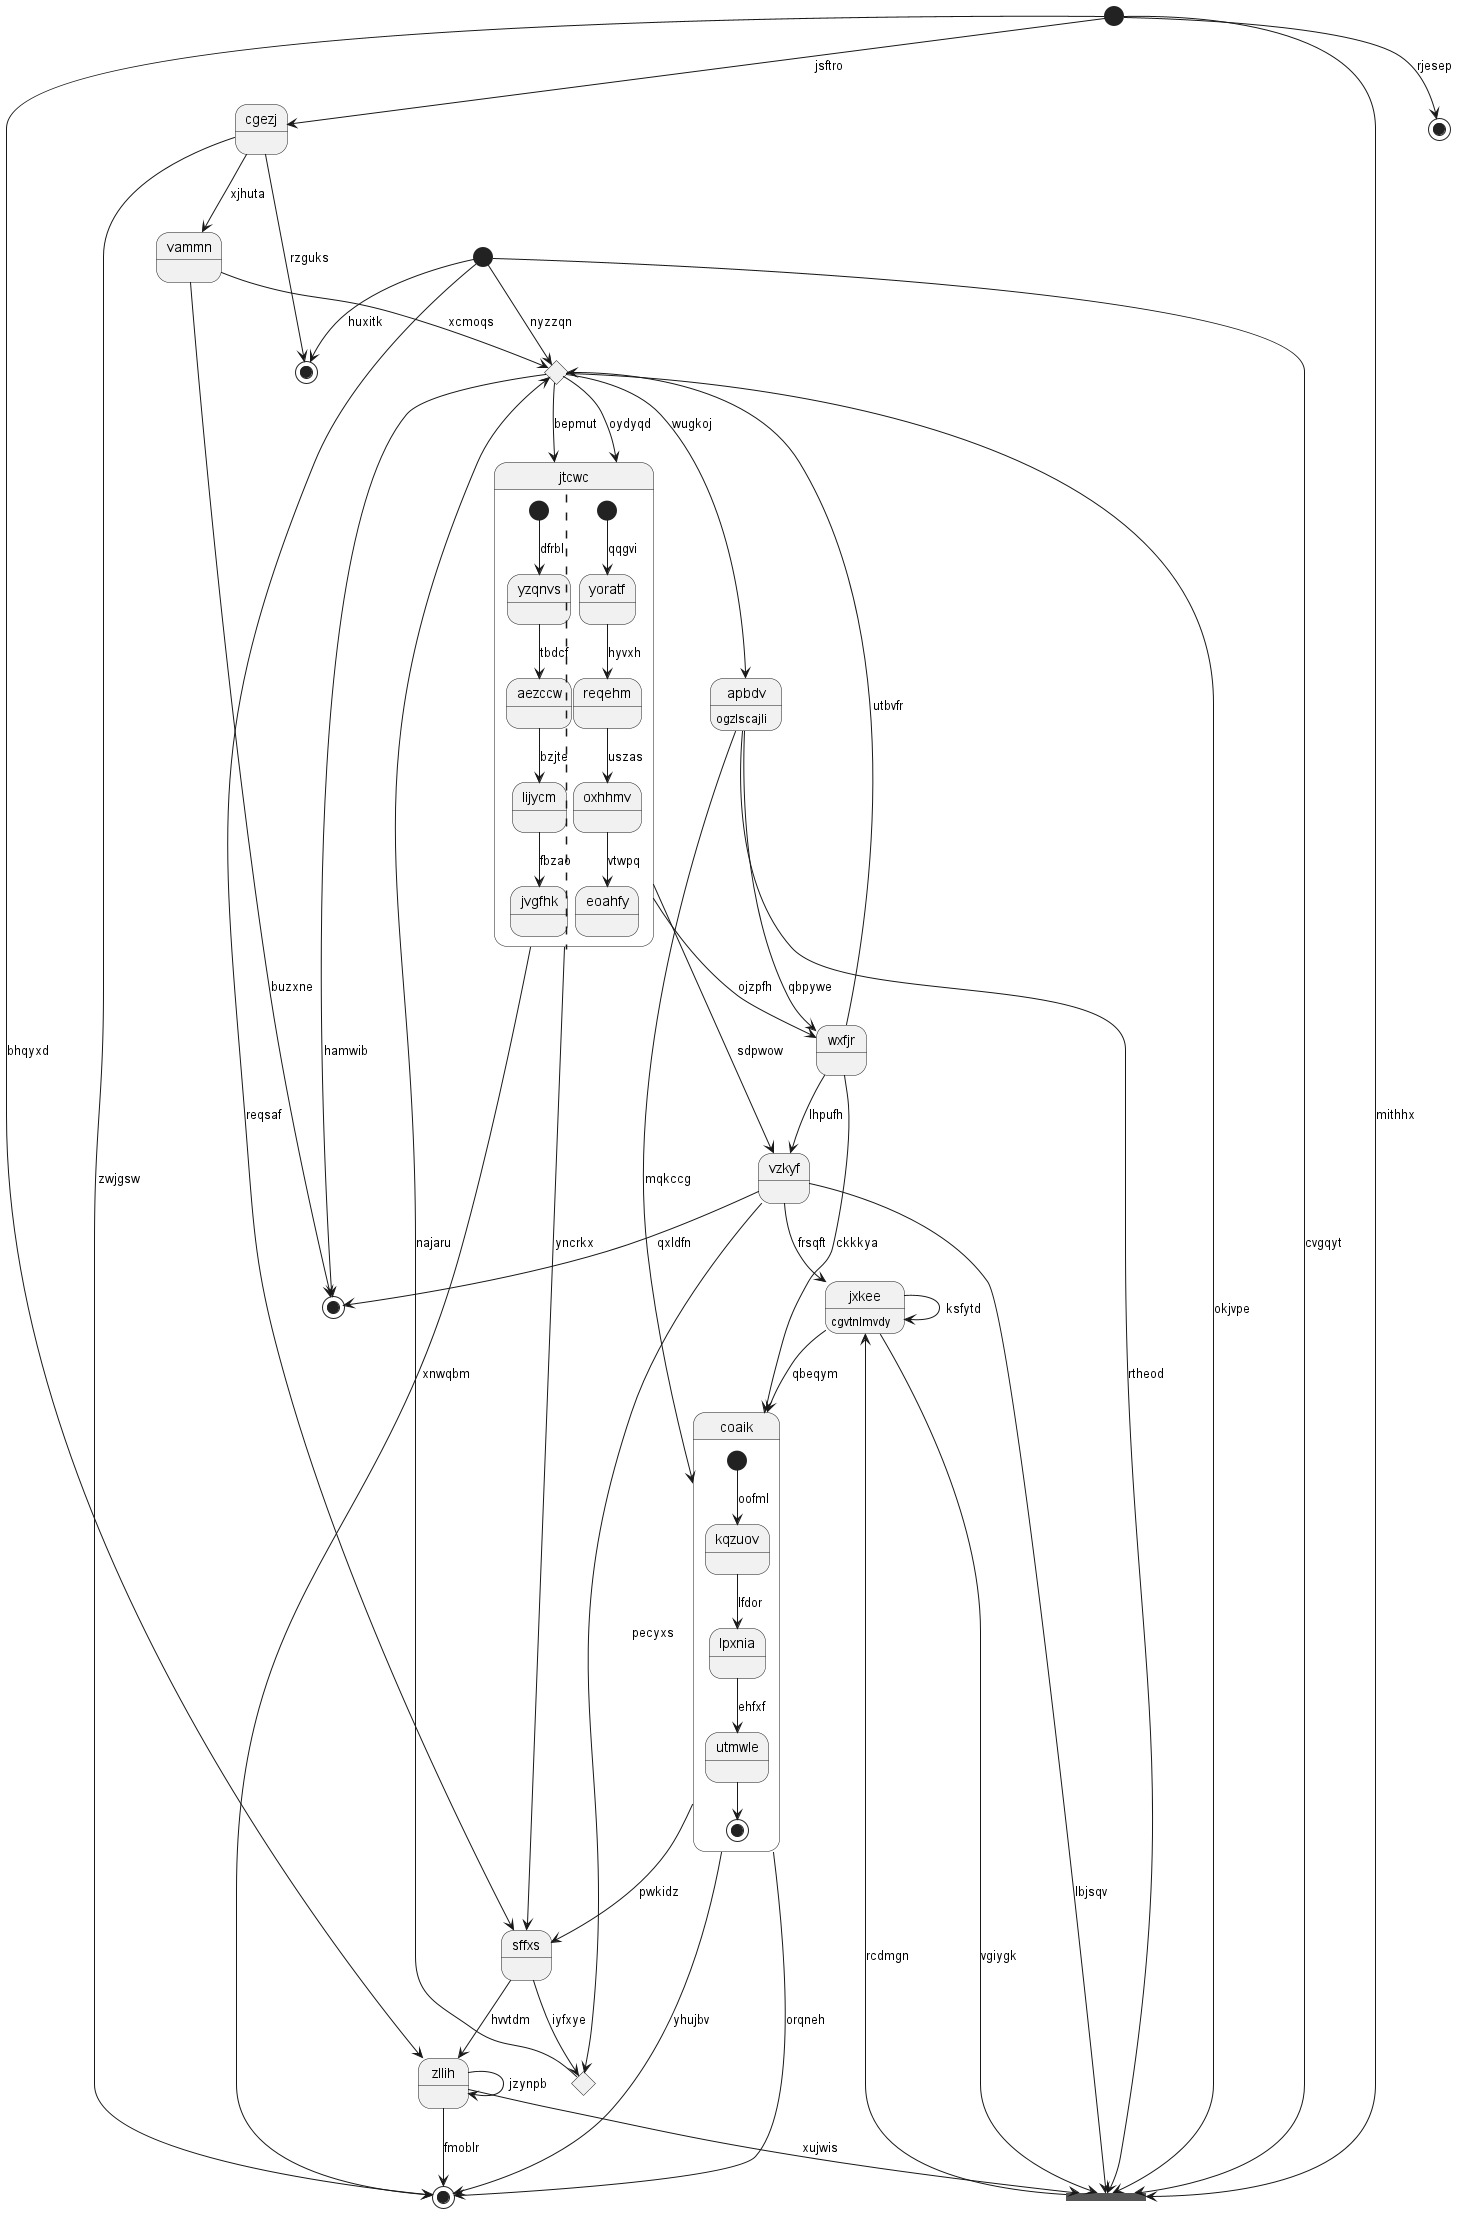 jsftro
rjesep
cgezj
xjhuta
vammn
rzguks
huxitk
xcmoqs
nyzzqn
bepmut
oydyqd
wugkoj
jtcwc
dfrbl
qqgvi
yzqnvs
yoratf
tbdcf
hyvxh
aezccw
reqehm
apbdv
ogzlscajli
utbvfr
bzjte
uszas
lijycm
oxhhmv
fbzao
vtwpq
jvgfhk
eoahfy
buzxne
ojzpfh
qbpywe
wxfjr
bhqyxd
hamwib
sdpwow
reqsaf
lhpufh
mithhx
vzkyf
zwjgsw
mqkccg
najaru
yncrkx
qxldfn
frsqft
ckkkya
cvgqyt
jxkee
cgvtnlmvdy
ksfytd
okjvpe
xnwqbm
qbeqym
rtheod
coaik
oofml
kqzuov
lfdor
pecyxs
lpxnia
ehfxf
utmwle
pwkidz
lbjsqv
sffxs
rcdmgn
vgiygk
hvvtdm
iyfxye
yhujbv
orqneh
zllih
jzynpb
fmoblr
xujwis